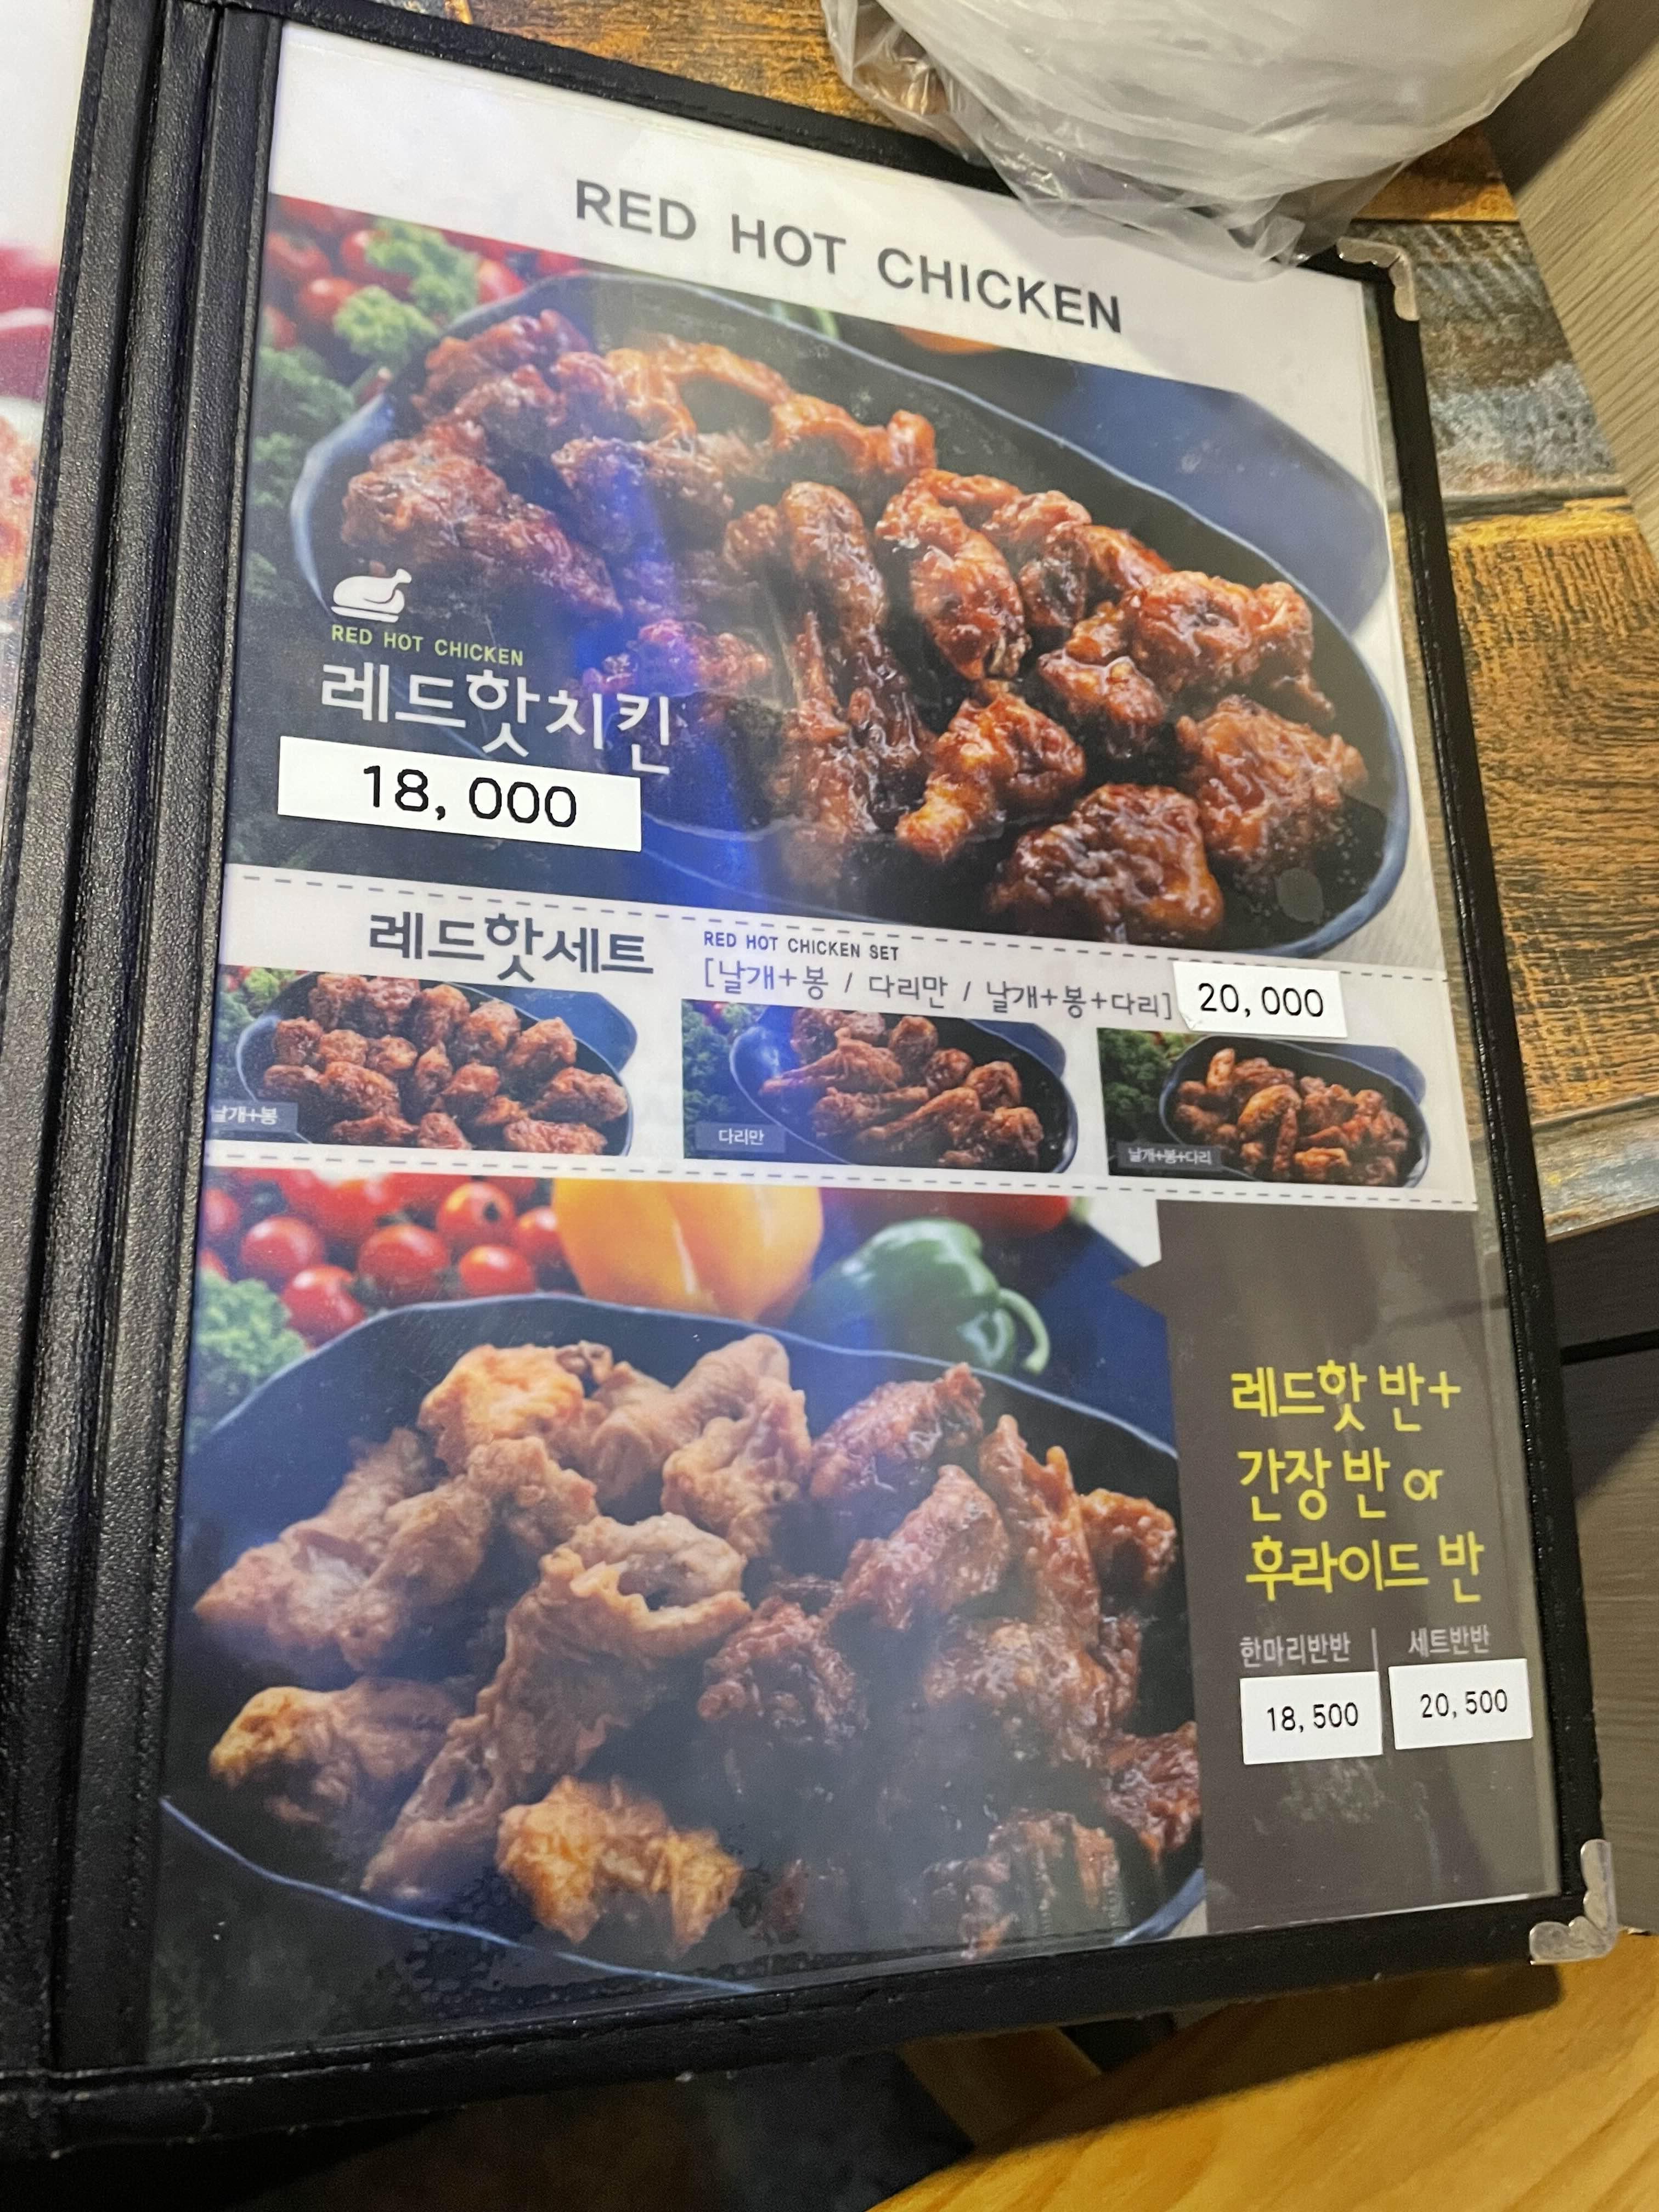 RED HOT CHICKEN
RED HOT CHICKEN
레드핫치킨
18,000
레드핫세트
RED HOT CHICKEN SET
[날개+봉 / 다리만 / 날개+봉+다리]
20,000
날개+봉
다리만
날개+봉+다리
레드핫 반+
간장 반 or
후라이드 반
한마리반반
세트반반
18,500
20,500